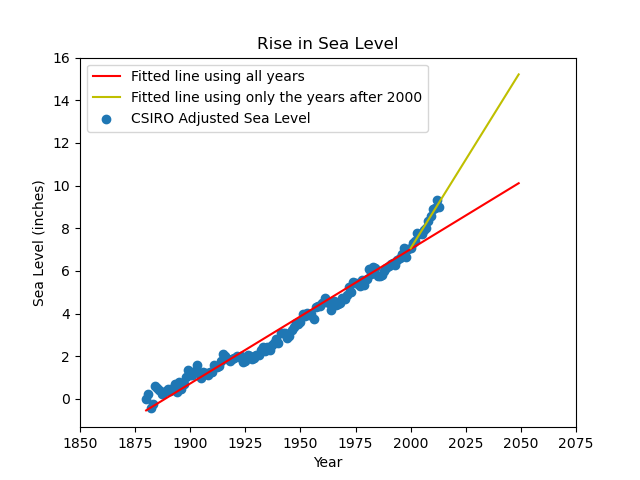 Rise in Sea Level
Fitted line using all years
Fitted line using only the years after 2000
CSIRO Adjusted Sea Level
16
14
12
10
8
6
4
2
0
Sea Level (inches)
1850 1875 1900 1925 1950 1975 2000 2025 2050 2075
Year